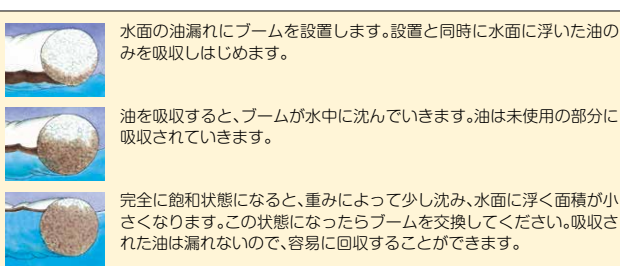 水面の油漏れにブームを設置します。設置と同時に水面に浮いた油の
みを吸収しはじめます。
油を吸収すると、ブームが水中に沈んでいきます。油は未使用の部分に
吸収されていきます。
完全に飽和状態になると、重みによって少し沈み、水面に浮く面積が小
さくなります。この状態になったらブームを交換してください。吸収さ
れた油は漏れないので、容易に回収することができます。